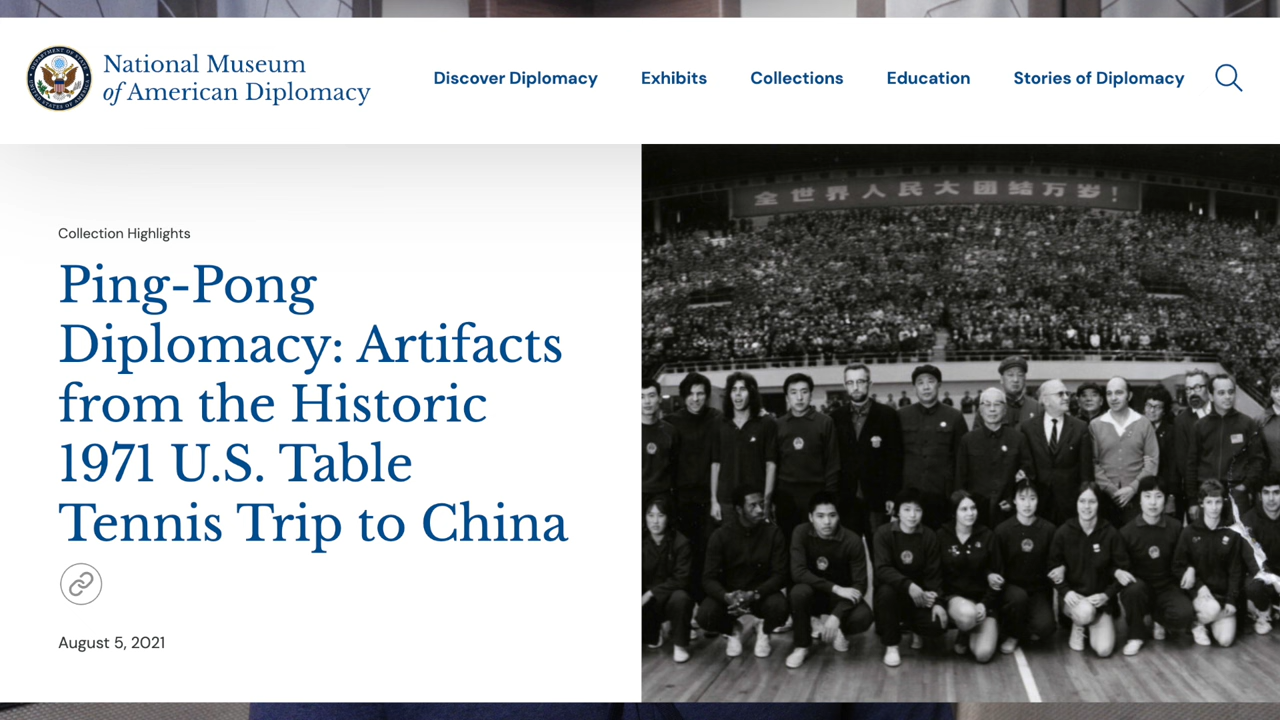 National Museum
of American Diplomacy
Discover Diplomacy
Exhibits
Collections
Education
Stories of Diplomacy
Collection Highlights
Ping-Pong
Diplomacy: Artifacts
from the Historic
1971 U.S. Table
Tennis Trip to China
August 5, 2021
全世界人民大团结万岁!